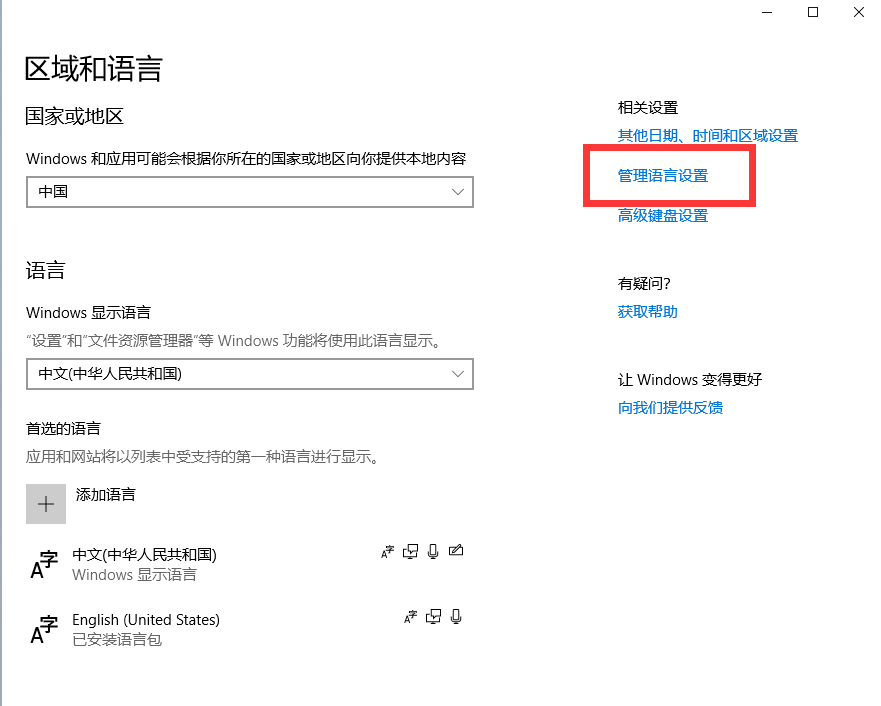 区域和语言
国家或地区
Windows 和应用可能会根据你所在的国家或地区向你提供本地内容
中国
语言
Windows 显示语言
“设置”和“文件资源管理器”等 Windows 功能将使用此语言显示。
中文(中华人民共和国)
首选的语言
应用和网站将以列表中受支持的第一种语言进行显示。
添加语言
A字 中文(中华人民共和国)
Windows 显示语言
A字 English (United States)
已安装语言包
相关设置
其他日期、时间和区域设置
管理语言设置
高级键盘设置
有疑问?
获取帮助
让 Windows 变得更好
向我们提供反馈